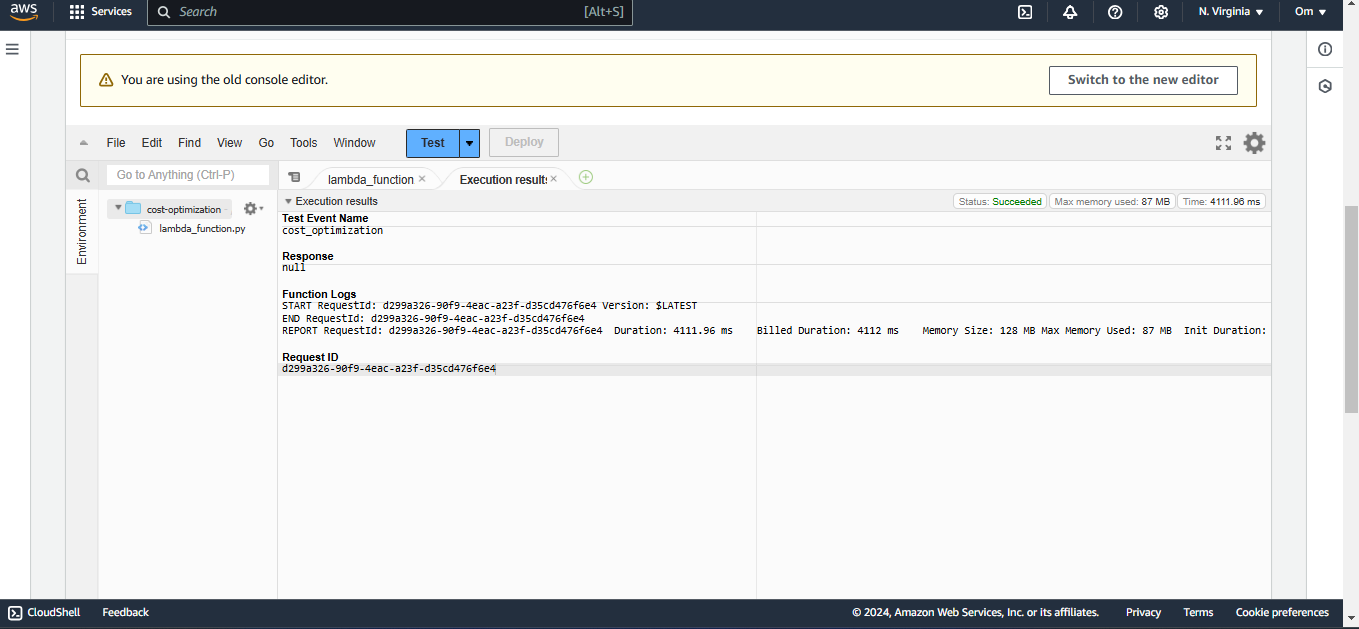 aws Services Search [Alt+S] N. Virginia Om
You are using the old console editor. Switch to the new editor
File Edit Find View Go Tools Window Test Deploy
Go to Anything (Ctrl-P) lambda_function Execution results
Execution results Status: Succeeded Max memory used: 87 MB Time: 4111.96 ms
Environment
cost-optimization -
lambda_function.py
Test Event Name
cost_optimization
Response
null
Function Logs
START RequestId: d299a326-90f9-4eac-a23f-d35cd476f6e4 Version: $LATEST
END RequestId: d299a326-90f9-4eac-a23f-d35cd476f6e4
REPORT RequestId: d299a326-90f9-4eac-a23f-d35cd476f6e4 Duration: 4111.96 ms Billed Duration: 4112 ms Memory Size: 128 MB Max Memory Used: 87 MB Init Duration:
Request ID
d299a326-90f9-4eac-a23f-d35cd476f6e4
CloudShell Feedback © 2024, Amazon Web Services, Inc. or its affiliates. Privacy Terms Cookie preferences